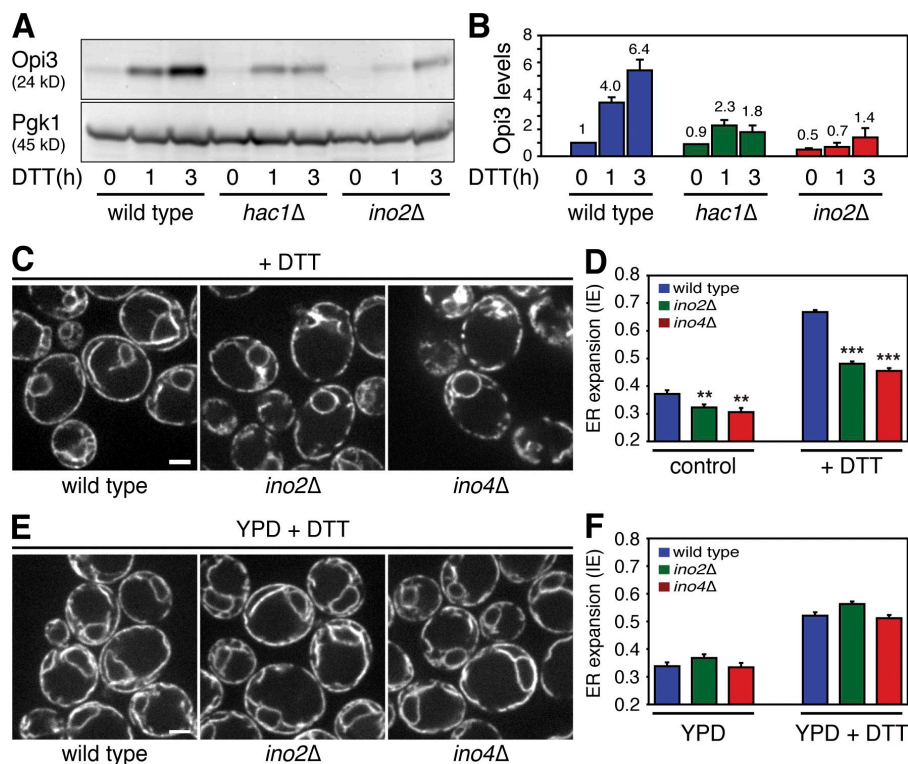 A
Opi3
(24 kD)
Pgk1
(45 kD)
DTT(h) 0 1 3 0 1 3 0 1 3
wild type hac1Δ ino2Δ
B
Opi3 levels
8
6
4
2
0
1 4.0 6.4 0.9 2.3 1.8 0.5 0.7 1.4
DTT(h) 0 1 3 0 1 3 0 1 3
wild type hac1Δ ino2Δ
C
+ DTT
wild type ino2Δ ino4Δ
D
ER expansion (IE)
0.8
0.7
0.6
0.5
0.4
0.3
0.2
wild type
ino2Δ
ino4Δ
** ** *** ***
control + DTT
E
YPD + DTT
wild type ino2Δ ino4Δ
F
ER expansion (IE)
0.8
0.7
0.6
0.5
0.4
0.3
0.2
wild type
ino2Δ
ino4Δ
YPD YPD + DTT